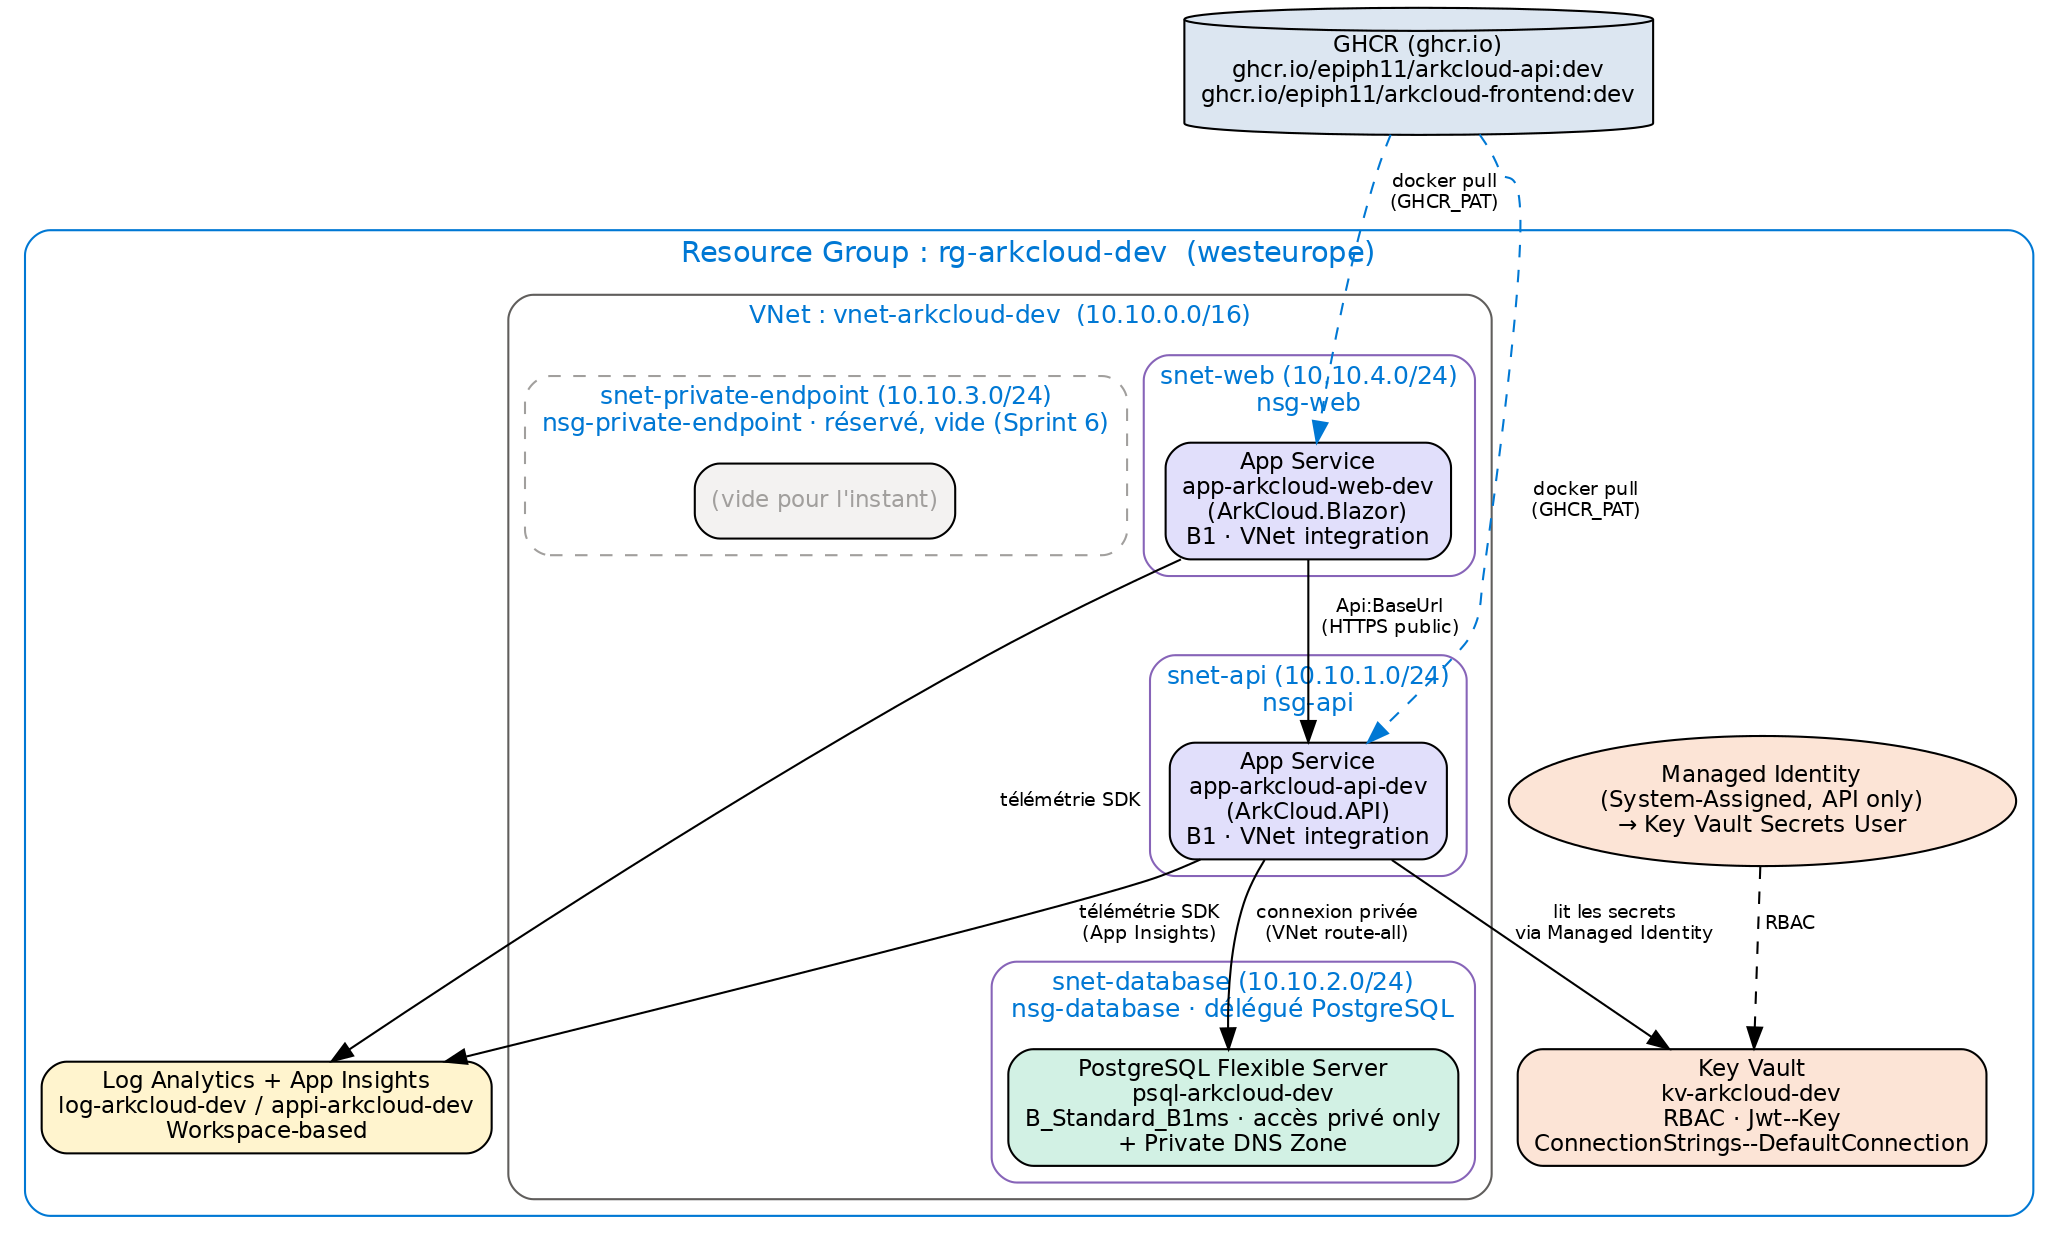 GHCR (ghcr.io)
ghcr.io/epiph11/arkcloud-api:dev
ghcr.io/epiph11/arkcloud-frontend:dev
docker pull
(GHCR_PAT)
Resource Group : rg-arkcloud-dev  (westeurope)
VNet : vnet-arkcloud-dev  (10.10.0.0/16)
snet-private-endpoint (10.10.3.0/24)
nsg-private-endpoint · réservé, vide (Sprint 6)
(vide pour l'instant)
snet-web (10.10.4.0/24)
nsg-web
App Service
app-arkcloud-web-dev
(ArkCloud.Blazor)
B1 · VNet integration
docker pull
(GHCR_PAT)
Api:BaseUrl
(HTTPS public)
snet-api (10.10.1.0/24)
nsg-api
App Service
app-arkcloud-api-dev
(ArkCloud.API)
B1 · VNet integration
télémétrie SDK
Managed Identity
(System-Assigned, API only)
→ Key Vault Secrets User
télémétrie SDK
(App Insights)
connexion privée
(VNet route-all)
lit les secrets
via Managed Identity
RBAC
snet-database (10.10.2.0/24)
nsg-database · délégué PostgreSQL
Log Analytics + App Insights
log-arkcloud-dev / appi-arkcloud-dev
Workspace-based
PostgreSQL Flexible Server
psql-arkcloud-dev
B_Standard_B1ms · accès privé only
+ Private DNS Zone
Key Vault
kv-arkcloud-dev
RBAC · Jwt--Key
ConnectionStrings--DefaultConnection